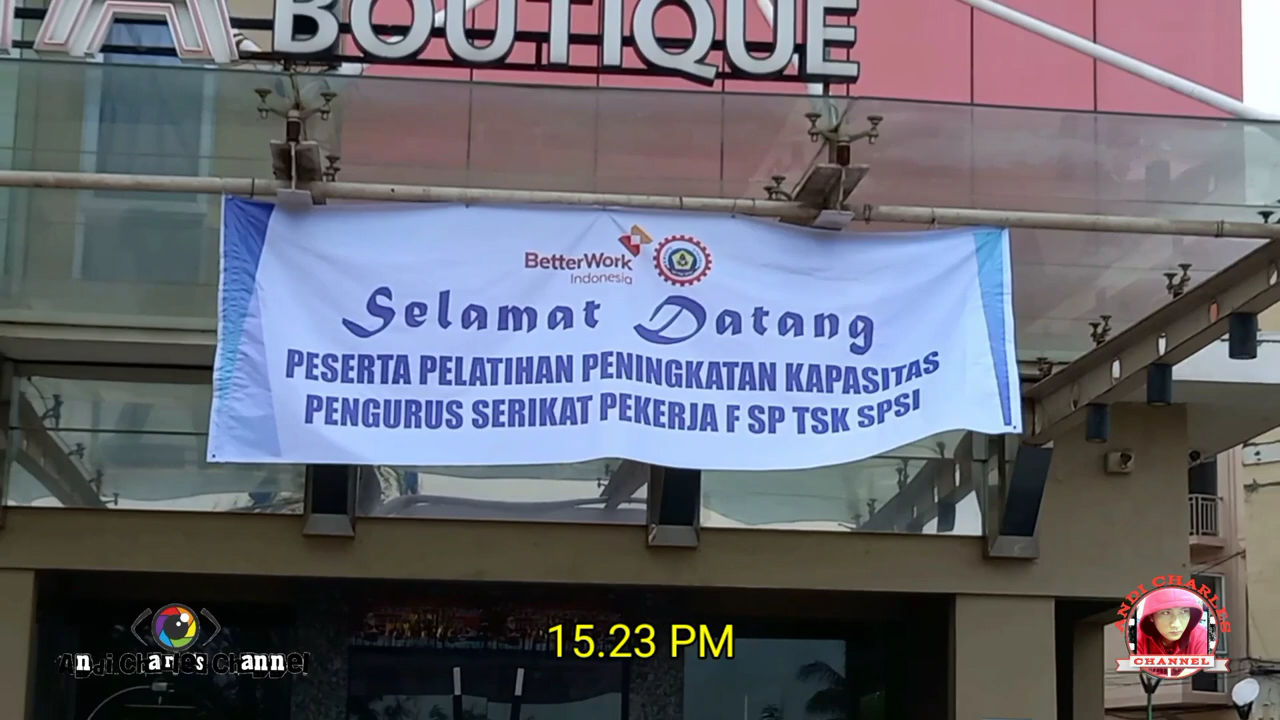 BOUTIQUE
BetterWork
Indonesia
Selamat Datang
PESERTA PELATIHAN PENINGKATAN KAPASITAS
PENGURUS SERIKAT PEKERJA F SP TSK SPSI
15.23 PM
Andi Charles Channel
ANDI CHARLES
CHANNEL